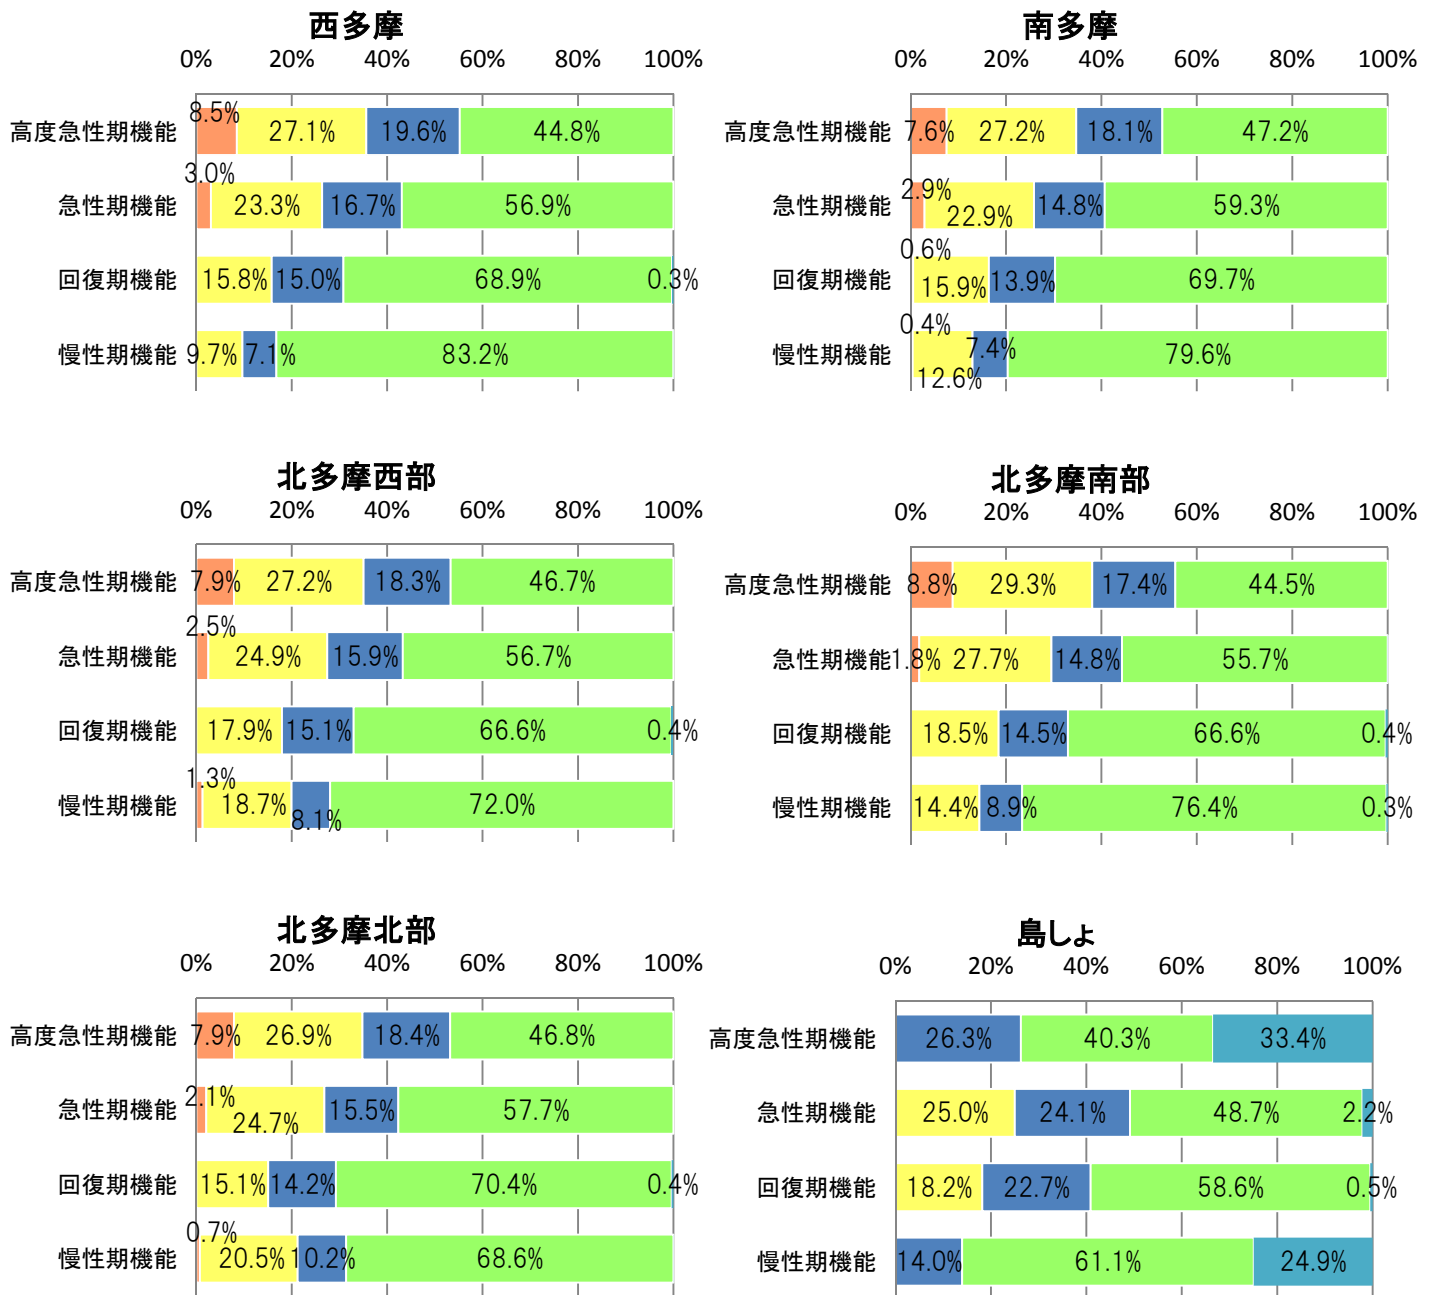 西多摩
0% 20% 40% 60% 80% 100%
高度急性期機能 8.5% 27.1% 19.6% 44.8%
急性期機能 3.0% 23.3% 16.7% 56.9%
回復期機能 15.8% 15.0% 68.9% 0.3%
慢性期機能 9.7% 7.1% 83.2%
南多摩
0% 20% 40% 60% 80% 100%
高度急性期機能 7.6% 27.2% 18.1% 47.2%
急性期機能 2.9% 22.9% 14.8% 59.3%
回復期機能 0.6% 15.9% 13.9% 69.7%
慢性期機能 0.4% 12.6% 7.4% 79.6%
北多摩西部
0% 20% 40% 60% 80% 100%
高度急性期機能 7.9% 27.2% 18.3% 46.7%
急性期機能 2.5% 24.9% 15.9% 56.7%
回復期機能 17.9% 15.1% 66.6% 0.4%
慢性期機能 1.3% 18.7% 8.1% 72.0%
北多摩南部
0% 20% 40% 60% 80% 100%
高度急性期機能 8.8% 29.3% 17.4% 44.5%
急性期機能 1.8% 27.7% 14.8% 55.7%
回復期機能 18.5% 14.5% 66.6% 0.4%
慢性期機能 14.4% 8.9% 76.4% 0.3%
北多摩北部
0% 20% 40% 60% 80% 100%
高度急性期機能 7.9% 26.9% 18.4% 46.8%
急性期機能 2.1% 24.7% 15.5% 57.7%
回復期機能 15.1% 14.2% 70.4% 0.4%
慢性期機能 0.7% 20.5% 10.2% 68.6%
島しょ
0% 20% 40% 60% 80% 100%
高度急性期機能 26.3% 40.3% 33.4%
急性期機能 25.0% 24.1% 48.7% 2.2%
回復期機能 18.2% 22.7% 58.6% 0.5%
慢性期機能 14.0% 61.1% 24.9%